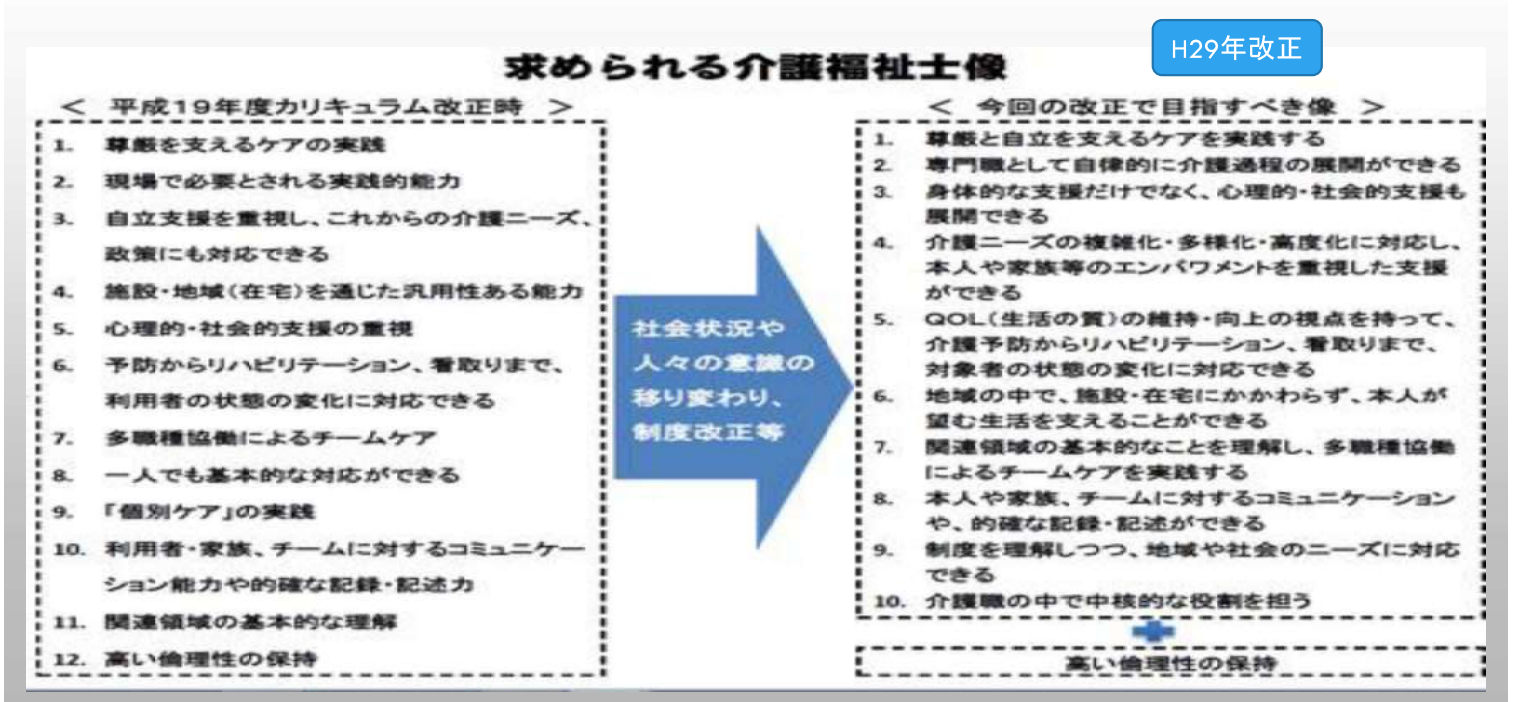 H29年改正
求められる介護福祉士像
＜ 平成19年度カリキュラム改正時 ＞
1. 尊厳を支えるケアの実践
2. 現場で必要とされる実践的能力
3. 自立支援を重視し、これからの介護ニーズ、
政策にも対応できる
4. 施設・地域（在宅）を通じた汎用性ある能力
5. 心理的・社会的支援の重視
6. 予防からリハビリテーション、看取りまで、
利用者の状態の変化に対応できる
7. 多職種協働によるチームケア
8. 一人でも基本的な対応ができる
9. 「個別ケア」の実践
10. 利用者・家族、チームに対するコミュニケー
ション能力や的確な記録・記述力
11. 関連領域の基本的な理解
12. 高い倫理性の保持
社会状況や
人々の意識の
移り変わり、
制度改正等
＜ 今回の改正で目指すべき像 ＞
1. 尊厳と自立を支えるケアを実践する
2. 専門職として自律的に介護過程の展開ができる
3. 身体的な支援だけでなく、心理的・社会的支援も
展開できる
4. 介護ニーズの複雑化・多様化・高度化に対応し、
本人や家族等のエンパワメントを重視した支援
ができる
5. QOL（生活の質）の維持・向上の視点を持って、
介護予防からリハビリテーション、看取りまで、
対象者の状態の変化に対応できる
6. 地域の中で、施設・在宅にかかわらず、本人が
望む生活を支えることができる
7. 関連領域の基本的なことを理解し、多職種協働
によるチームケアを実践する
8. 本人や家族、チームに対するコミュニケーション
や、的確な記録・記述ができる
9. 制度を理解しつつ、地域や社会のニーズに対応
できる
10. 介護職の中で中核的な役割を担う
高い倫理性の保持